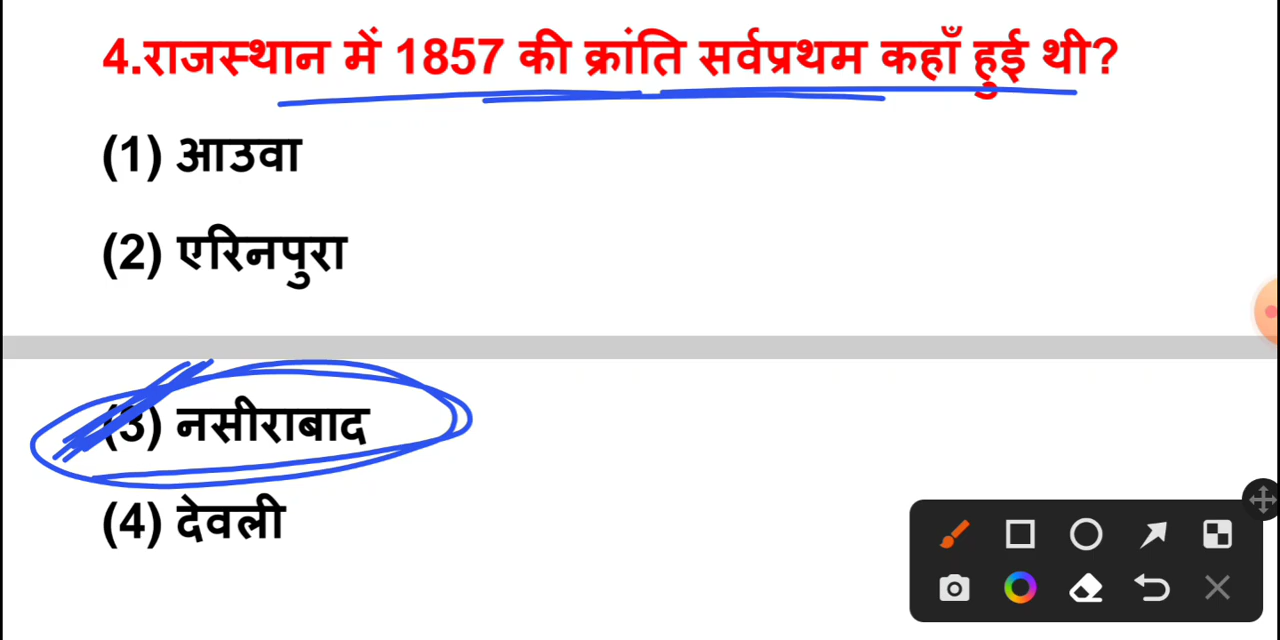 4.राजस्थान में 1857 की क्रांति सर्वप्रथम कहाँ हुई थी?
(1) आउवा
(2) एरिनपुरा
(3) नसीराबाद
(4) देवली